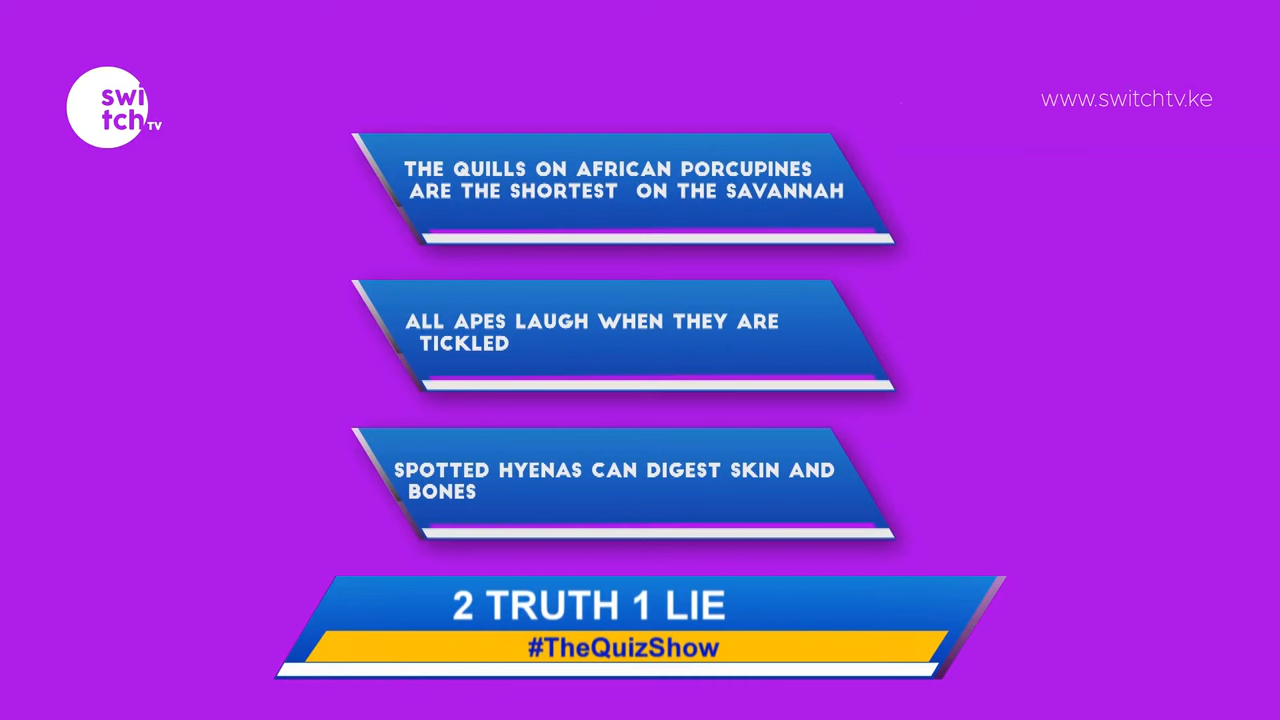 swi
tch TV
www.switchtv.ke
THE QUILLS ON AFRICAN PORCUPINES
ARE THE SHORTEST ON THE SAVANNAH
ALL APES LAUGH WHEN THEY ARE
TICKLED
SPOTTED HYENAS CAN DIGEST SKIN AND
BONES
2 TRUTH 1 LIE
#TheQuizShow